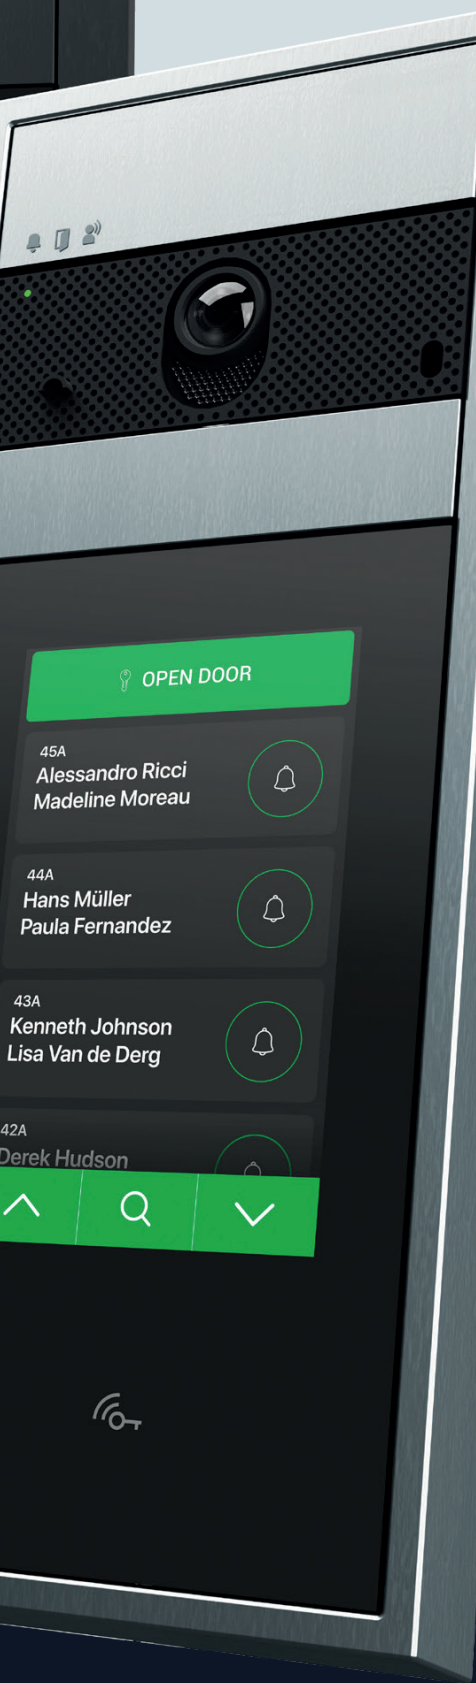 OPEN DOOR
45A
Alessandro Ricci
Madeline Moreau
44A
Hans Müller
Paula Fernandez
43A
Kenneth Johnson
Lisa Van de Derg
42A
Derek Hudson